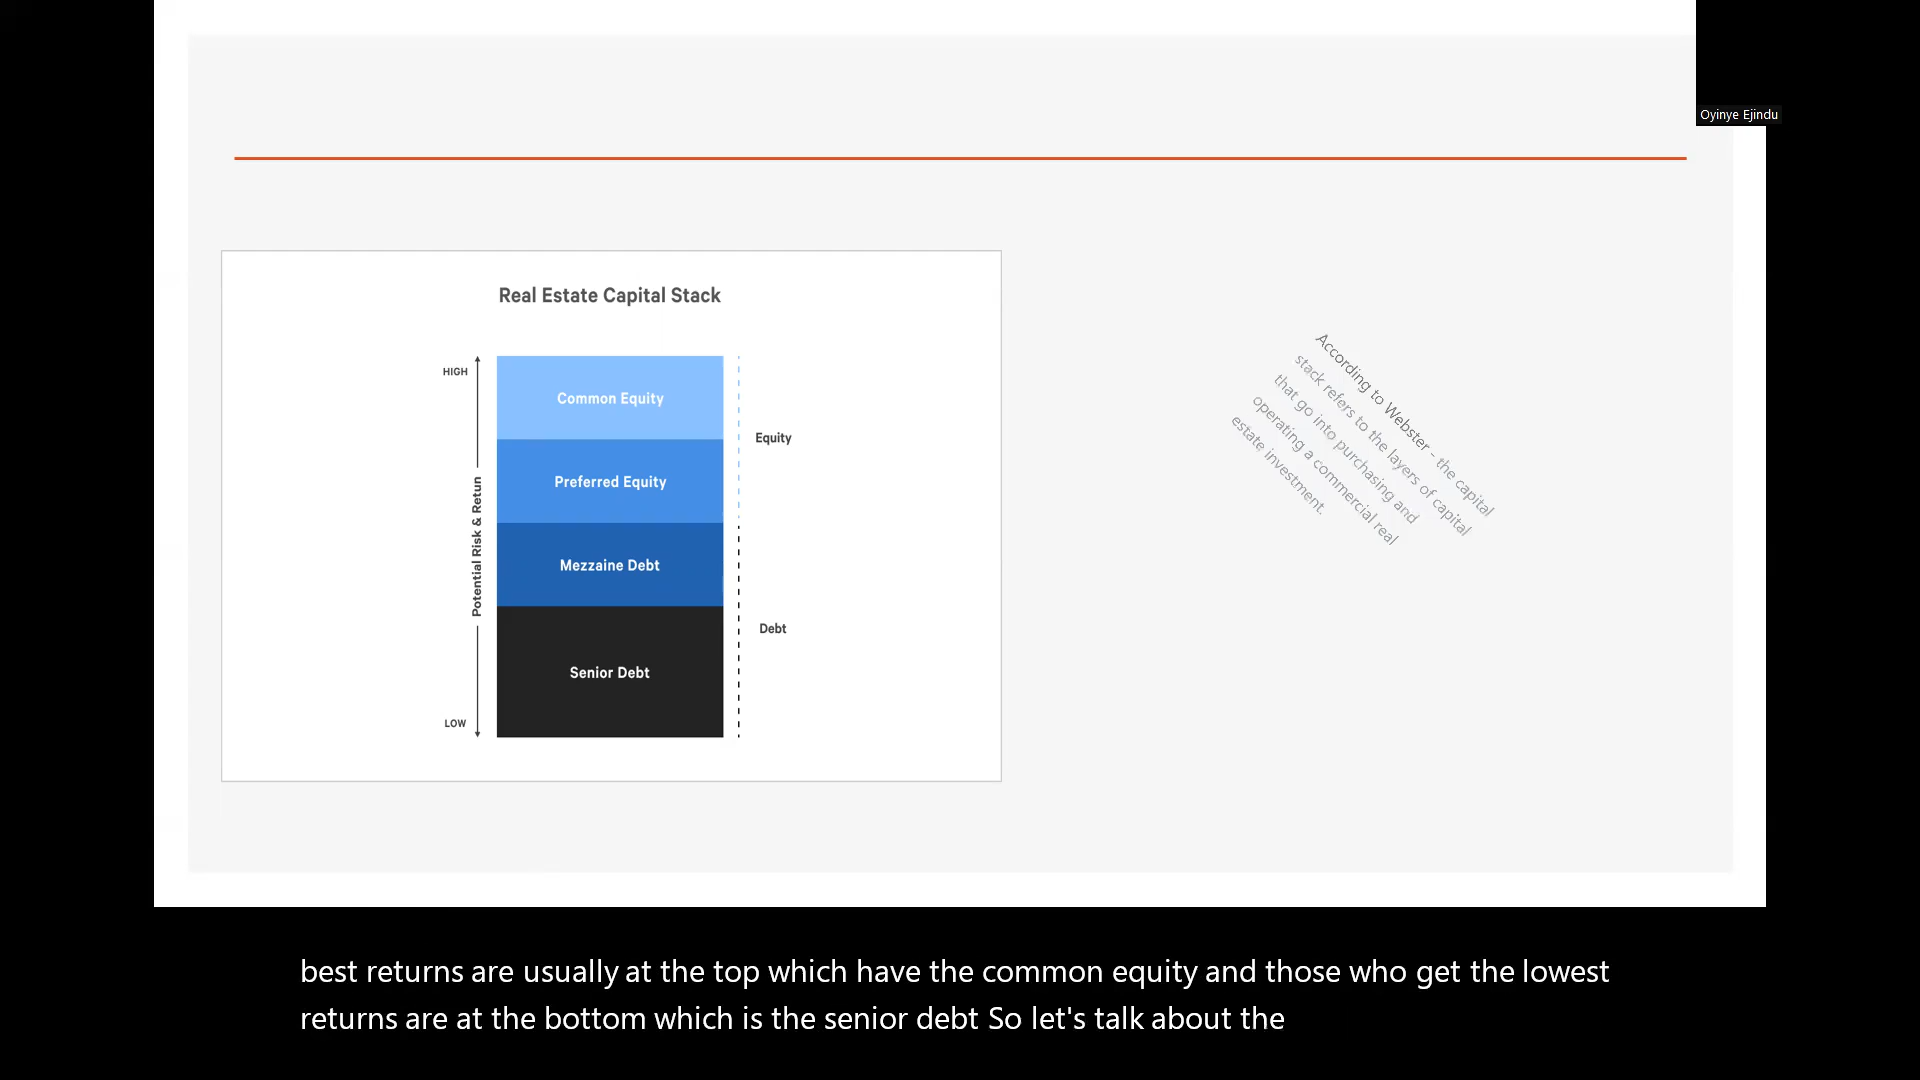 Oyinye Ejindu
Real Estate Capital Stack
HIGH
Common Equity
Equity
Preferred Equity
Potential Risk & Retun
Mezzaine Debt
Debt
Senior Debt
LOW
According to Webster - the capital
stack refers to the layers of capital
that go into purchasing and
operating a commercial real
estate investment.
best returns are usually at the top which have the common equity and those who get the lowest
returns are at the bottom which is the senior debt So let's talk about the